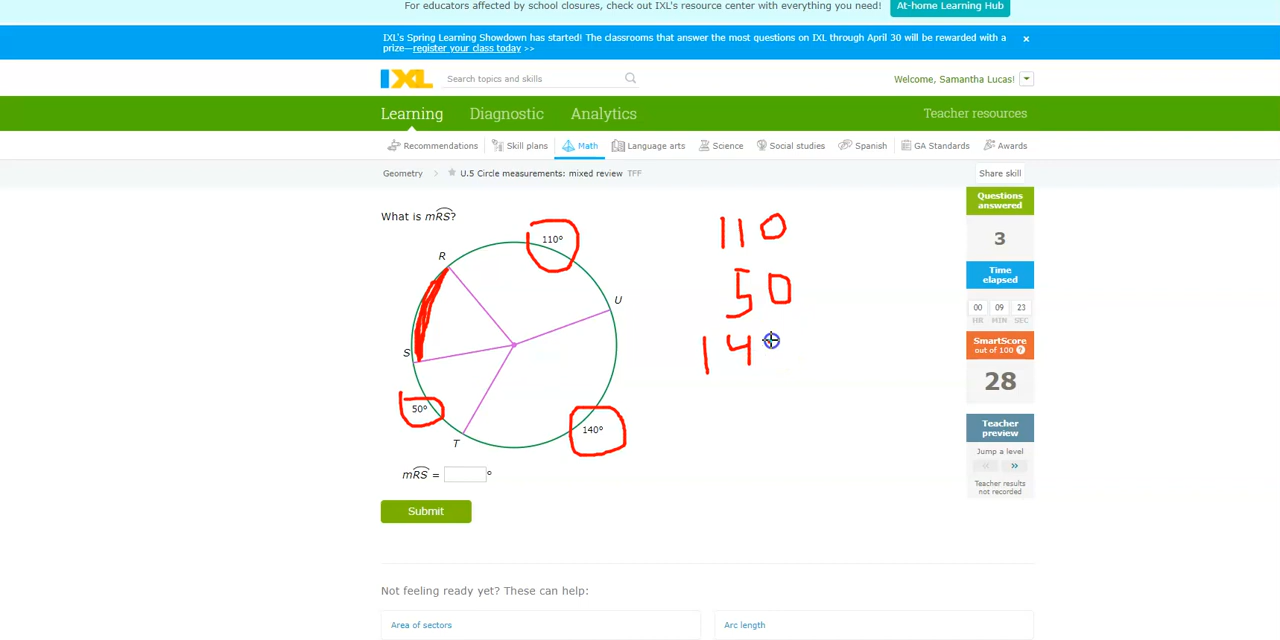 For educators affected by school closures, check out IXL's resource center with everything you need!
At-home Learning Hub
IXL's Spring Learning Showdown has started! The classrooms that answer the most questions on IXL through April 30 will be rewarded with a
prize—register your class today >>
×
IXL
Search topics and skills
Welcome, Samantha Lucas!
Learning Diagnostic Analytics
Teacher resources
Recommendations Skill plans Math Language arts Science Social studies Spanish GA Standards Awards
Geometry > U.5 Circle measurements: mixed review TFF
Share skill
What is mRS?
110°
R
U
S
50°
T
140°
mRS = °
Submit
110
50
14
Questions
answered
3
Time
elapsed
00 09 23
HR MIN SEC
SmartScore
out of 100 ?
28
Teacher
preview
Jump a level
<< >>
Teacher results
not recorded
Not feeling ready yet? These can help:
Area of sectors
Arc length